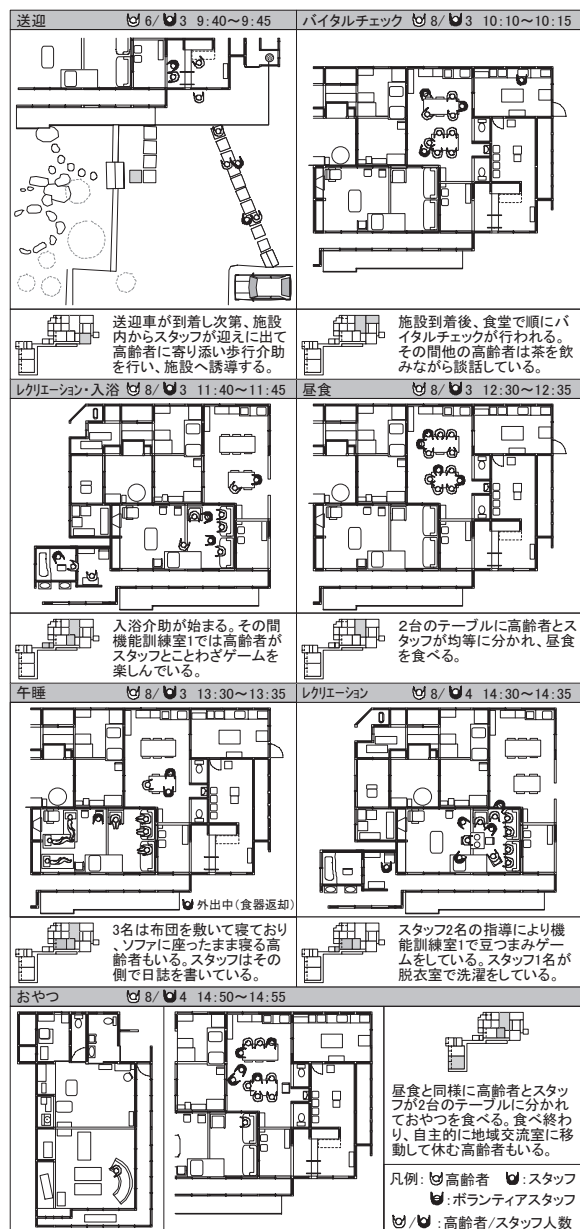 送迎 6/ 3 9:40～9:45
送迎車が到着し次第、施設
内からスタッフが迎えに出て
高齢者に寄り添い歩行介助
を行い、施設へ誘導する。
バイタルチェック 8/ 3 10:10～10:15
施設到着後、食堂で順にバ
イタルチェックが行われる。
その間他の高齢者は茶を飲
みながら談話している。
レクリエーション・入浴 8/ 3 11:40～11:45
入浴介助が始まる。その間
機能訓練室1では高齢者が
スタッフとことわざゲームを
楽しんでいる。
昼食 8/ 3 12:30～12:35
2台のテーブルに高齢者とス
タッフが均等に分かれ、昼食
を食べる。
午睡 8/ 3 13:30～13:35
外出中(食器返却)
3名は布団を敷いて寝ており
、ソファに座ったまま寝る高
齢者もいる。スタッフはその
側で日誌を書いている。
レクリエーション 8/ 4 14:30～14:35
スタッフ2名の指導により機
能訓練室1で豆つまみゲー
ムをしている。スタッフ1名が
脱衣室で洗濯をしている。
おやつ 8/ 4 14:50～14:55
昼食と同様に高齢者とスタッ
フが2台のテーブルに分かれ
ておやつを食べる。食べ終わ
り、自主的に地域交流室に移
動して休む高齢者もいる。
凡例: 高齢者 :スタッフ
:ボランティアスタッフ
/ :高齢者/スタッフ人数